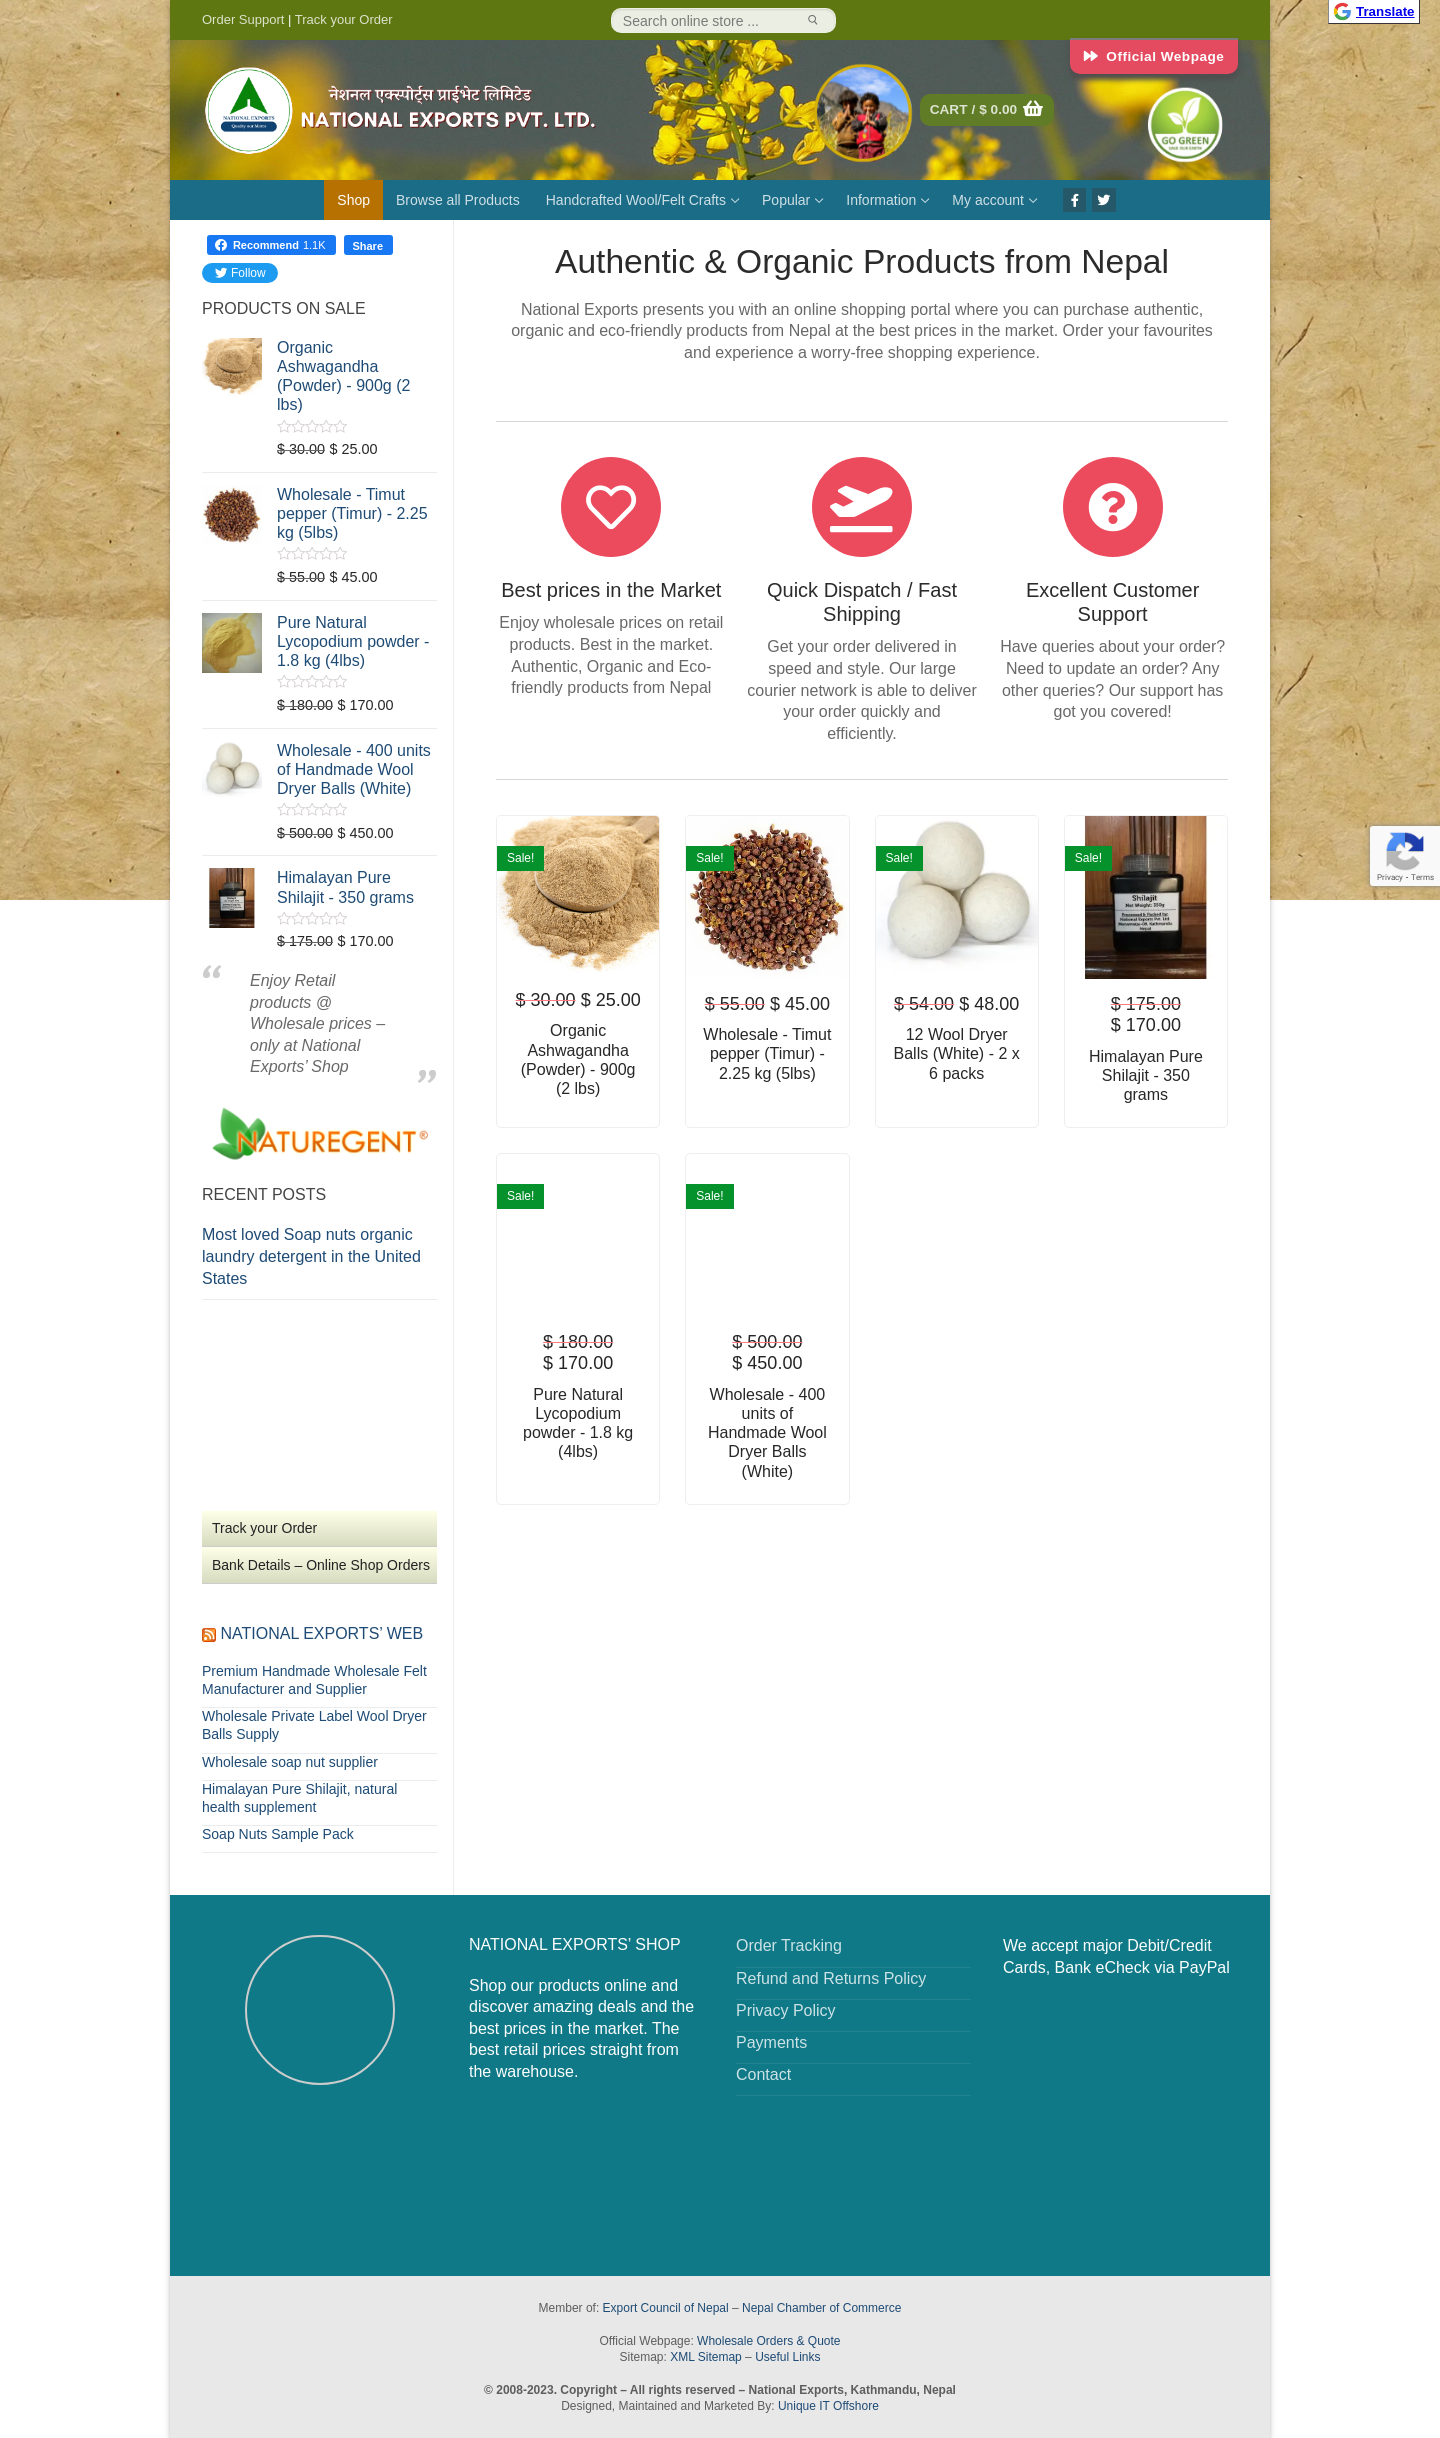 Order Support | Track your Order
Search online store ...
Translate
Official Webpage
NATIONAL EXPORTS
Quality our Motto
नेशनल एक्स्पोर्ट्स प्राईभेट लिमिटेड
NATIONAL EXPORTS PVT. LTD.
CART / $ 0.00
GO GREEN
Shop
Browse all Products
Handcrafted Wool/Felt Crafts
Popular
Information
My account
Recommend 1.1K
Share
Follow
PRODUCTS ON SALE
Organic
Ashwagandha
(Powder) - 900g (2
lbs)
$ 30.00 $ 25.00
Wholesale - Timut
pepper (Timur) - 2.25
kg (5lbs)
$ 55.00 $ 45.00
Pure Natural
Lycopodium powder -
1.8 kg (4lbs)
$ 180.00 $ 170.00
Wholesale - 400 units
of Handmade Wool
Dryer Balls (White)
$ 500.00 $ 450.00
Himalayan Pure
Shilajit - 350 grams
$ 175.00 $ 170.00
“
Enjoy Retail
products @
Wholesale prices –
only at National
Exports’ Shop
”
NATUREGENT®
RECENT POSTS
Most loved Soap nuts organic
laundry detergent in the United
States
Track your Order
Bank Details – Online Shop Orders
NATIONAL EXPORTS’ WEB
Premium Handmade Wholesale Felt
Manufacturer and Supplier
Wholesale Private Label Wool Dryer
Balls Supply
Wholesale soap nut supplier
Himalayan Pure Shilajit, natural
health supplement
Soap Nuts Sample Pack
Authentic & Organic Products from Nepal
National Exports presents you with an online shopping portal where you can purchase authentic,
organic and eco-friendly products from Nepal at the best prices in the market. Order your favourites
and experience a worry-free shopping experience.
Best prices in the Market
Enjoy wholesale prices on retail
products. Best in the market.
Authentic, Organic and Eco-
friendly products from Nepal
Quick Dispatch / Fast
Shipping
Get your order delivered in
speed and style. Our large
courier network is able to deliver
your order quickly and
efficiently.
Excellent Customer
Support
Have queries about your order?
Need to update an order? Any
other queries? Our support has
got you covered!
Privacy - Terms
Sale!
$ 30.00 $ 25.00
Organic
Ashwagandha
(Powder) - 900g
(2 lbs)
Sale!
$ 55.00 $ 45.00
Wholesale - Timut
pepper (Timur) -
2.25 kg (5lbs)
Sale!
$ 54.00 $ 48.00
12 Wool Dryer
Balls (White) - 2 x
6 packs
Sale!
Shilajit
Net Weight: 350g
$ 175.00
$ 170.00
Himalayan Pure
Shilajit - 350
grams
Sale!
$ 180.00
$ 170.00
Pure Natural
Lycopodium
powder - 1.8 kg
(4lbs)
Sale!
$ 500.00
$ 450.00
Wholesale - 400
units of
Handmade Wool
Dryer Balls
(White)
NATIONAL EXPORTS’ SHOP
Shop our products online and
discover amazing deals and the
best prices in the market. The
best retail prices straight from
the warehouse.
Order Tracking
Refund and Returns Policy
Privacy Policy
Payments
Contact
We accept major Debit/Credit
Cards, Bank eCheck via PayPal
Member of: Export Council of Nepal – Nepal Chamber of Commerce
Official Webpage: Wholesale Orders & Quote
Sitemap: XML Sitemap – Useful Links
© 2008-2023. Copyright – All rights reserved – National Exports, Kathmandu, Nepal
Designed, Maintained and Marketed By: Unique IT Offshore